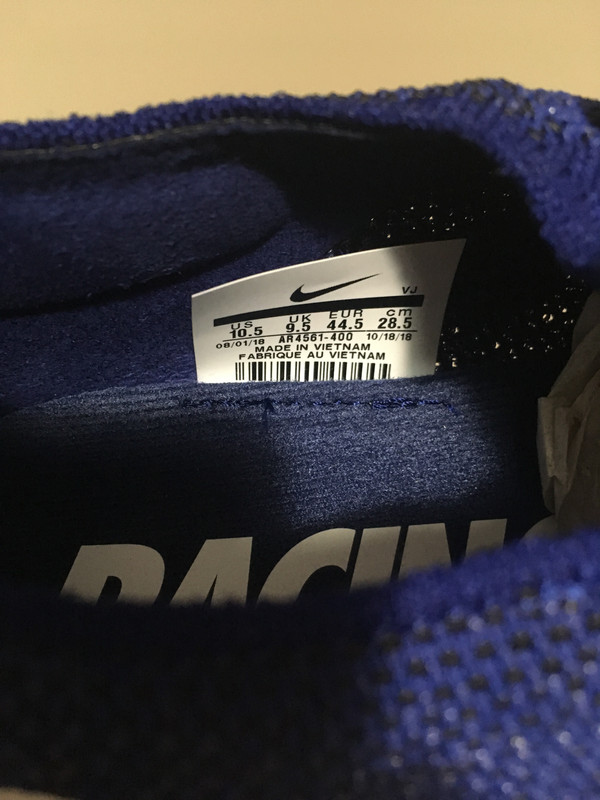 VJ
US UK EUR cm
10.5 9.5 44.5 28.5
08/01/18 AR4561-400 10/18/18
MADE IN VIETNAM
FABRIQUE AU VIETNAM
RACING